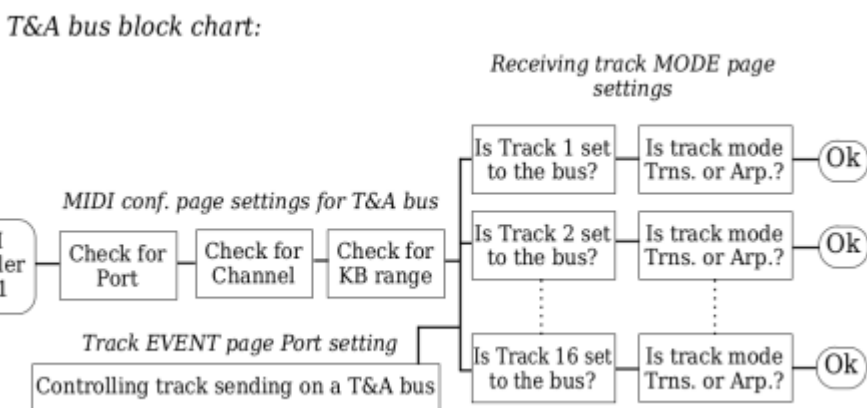 T&A bus block chart:
Receiving track MODE page
settings
Is Track 1 set
to the bus?
Is track mode
Trns. or Arp.?
Ok
MIDI conf. page settings for T&A bus
Check for
Port
Check for
Channel
Check for
KB range
Is Track 2 set
to the bus?
Is track mode
Trns. or Arp.?
Ok
Track EVENT page Port setting
Controlling track sending on a T&A bus
Is Track 16 set
to the bus?
Is track mode
Trns. or Arp.?
Ok